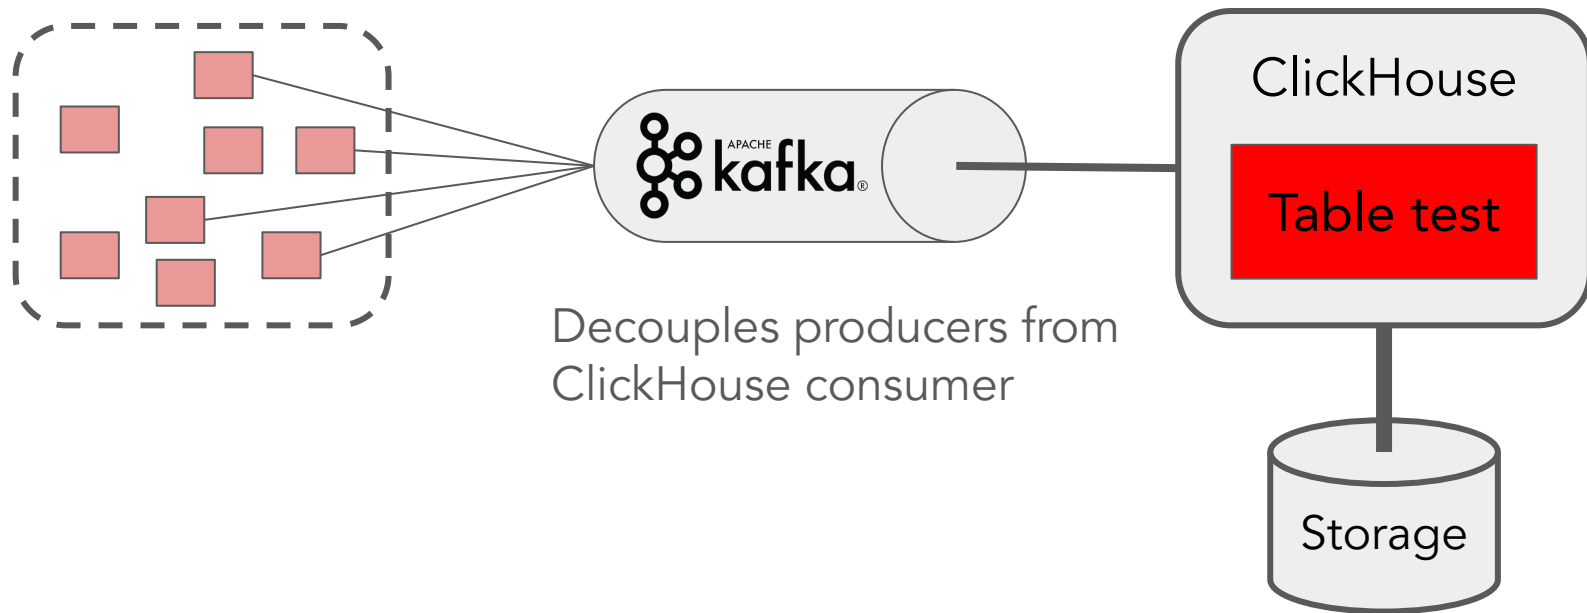 ClickHouse
APACHE
kafka®
Table test
Decouples producers from
ClickHouse consumer
Storage